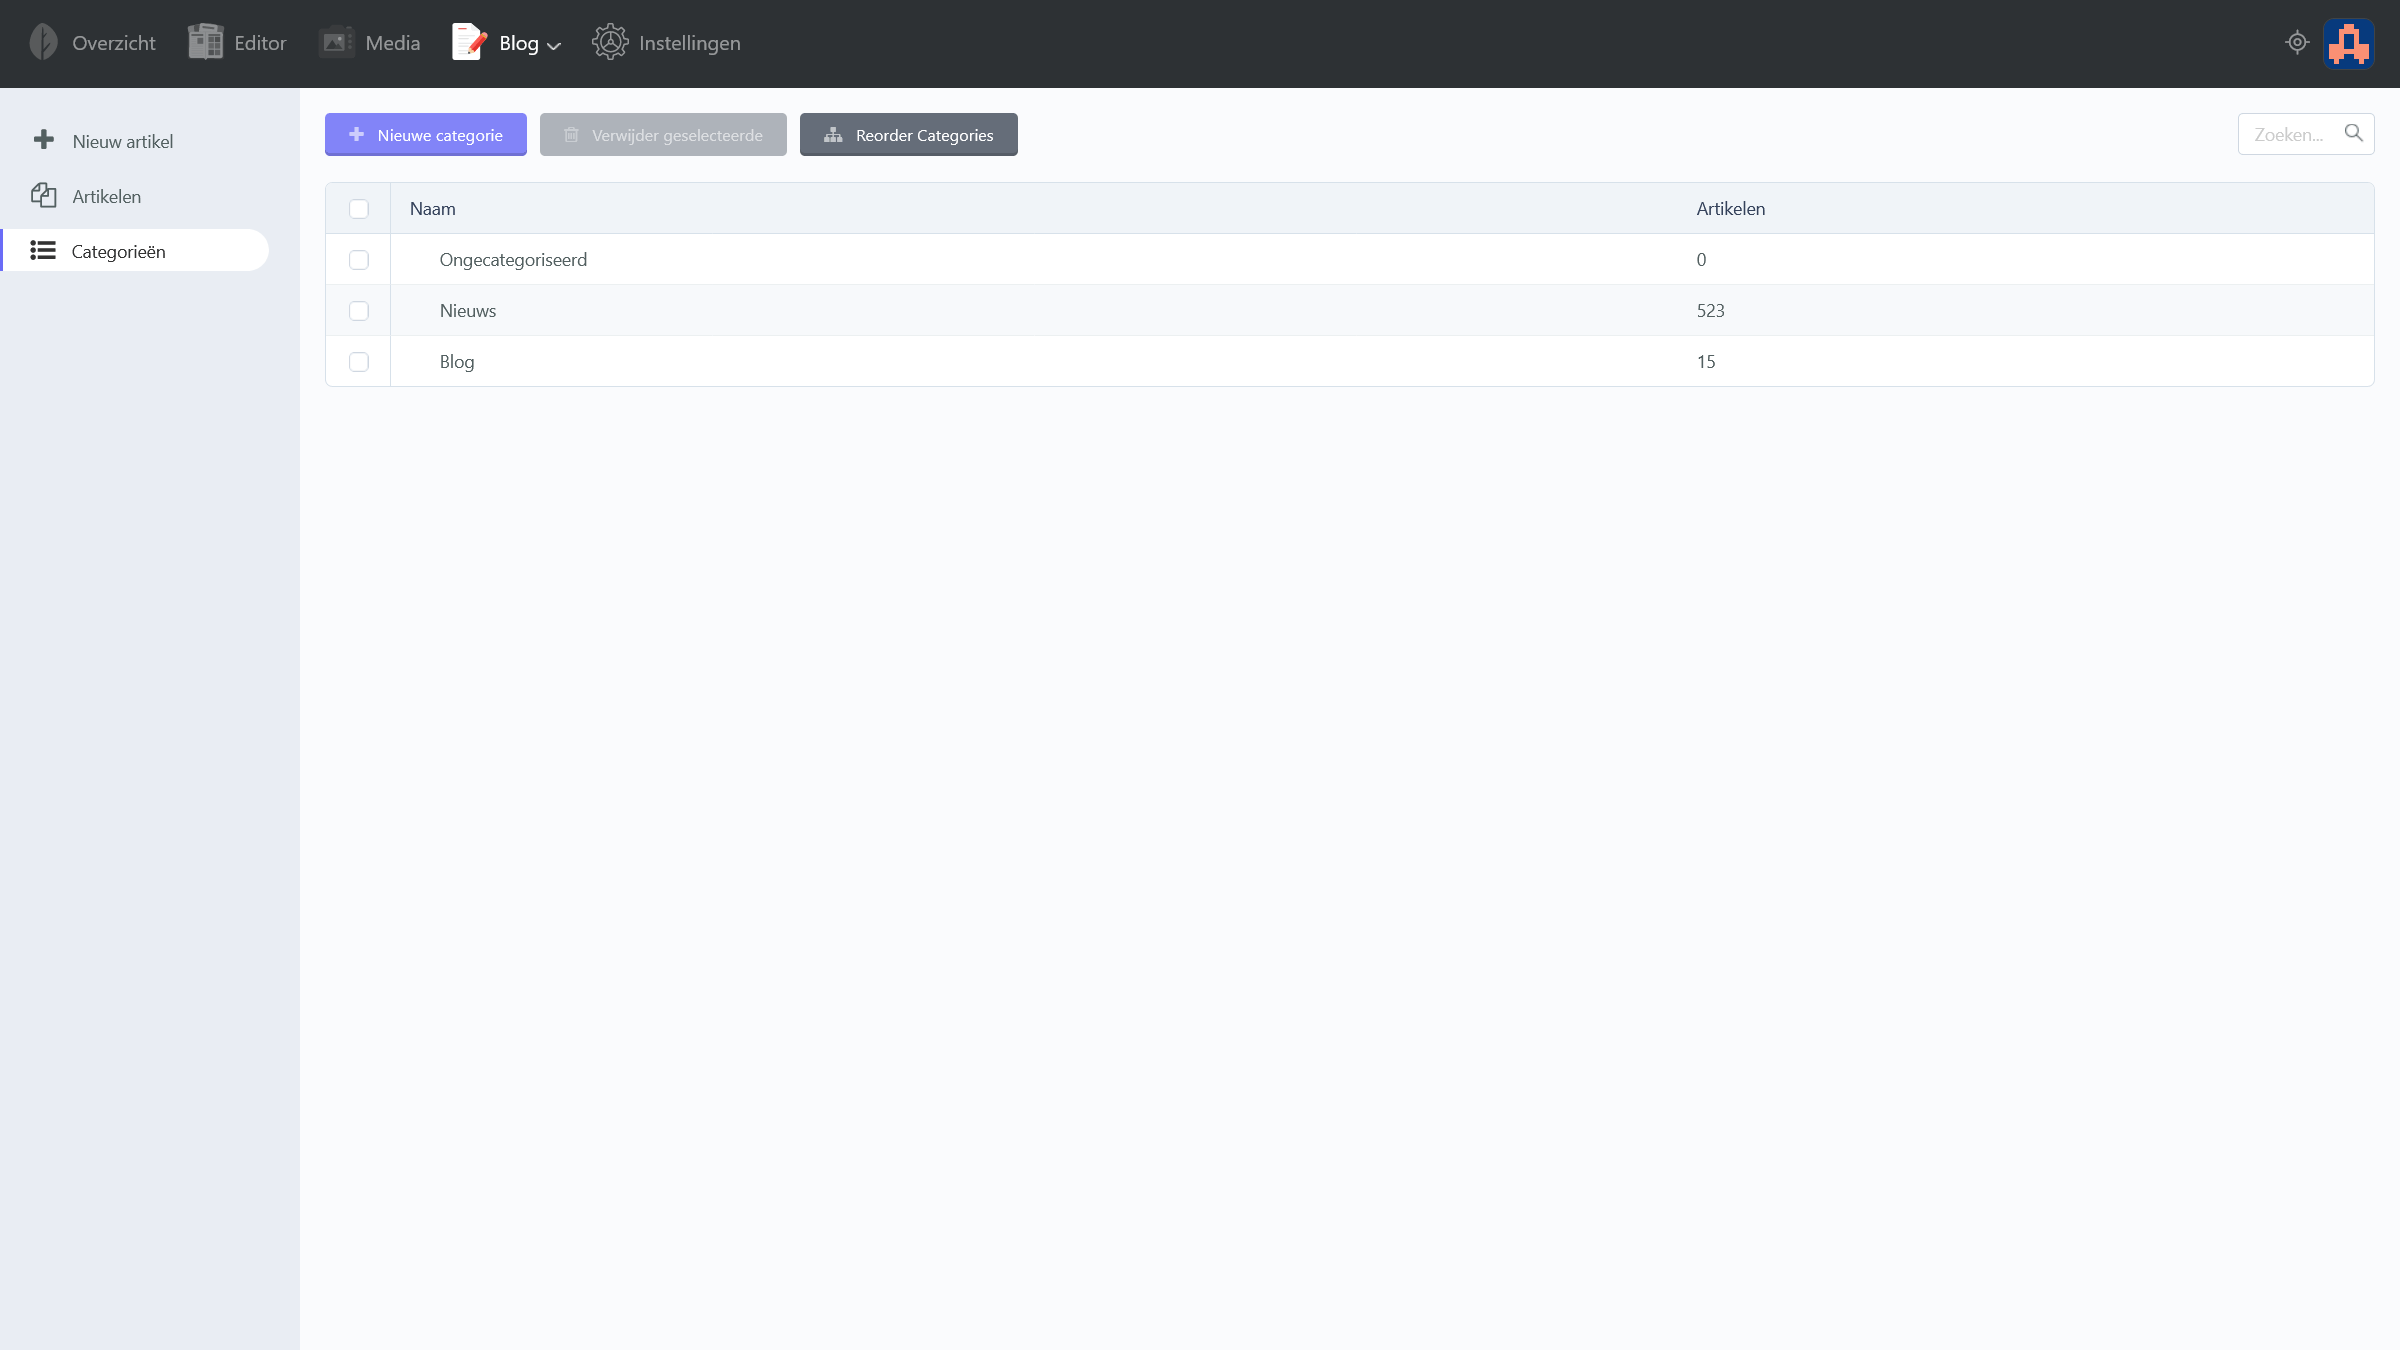 Overzicht Editor Media Blog Instellingen
Nieuw artikel
Artikelen
Categorieën
Nieuwe categorie Verwijder geselecteerde Reorder Categories Zoeken...
Naam Artikelen
Ongecategoriseerd 0
Nieuws 523
Blog 15